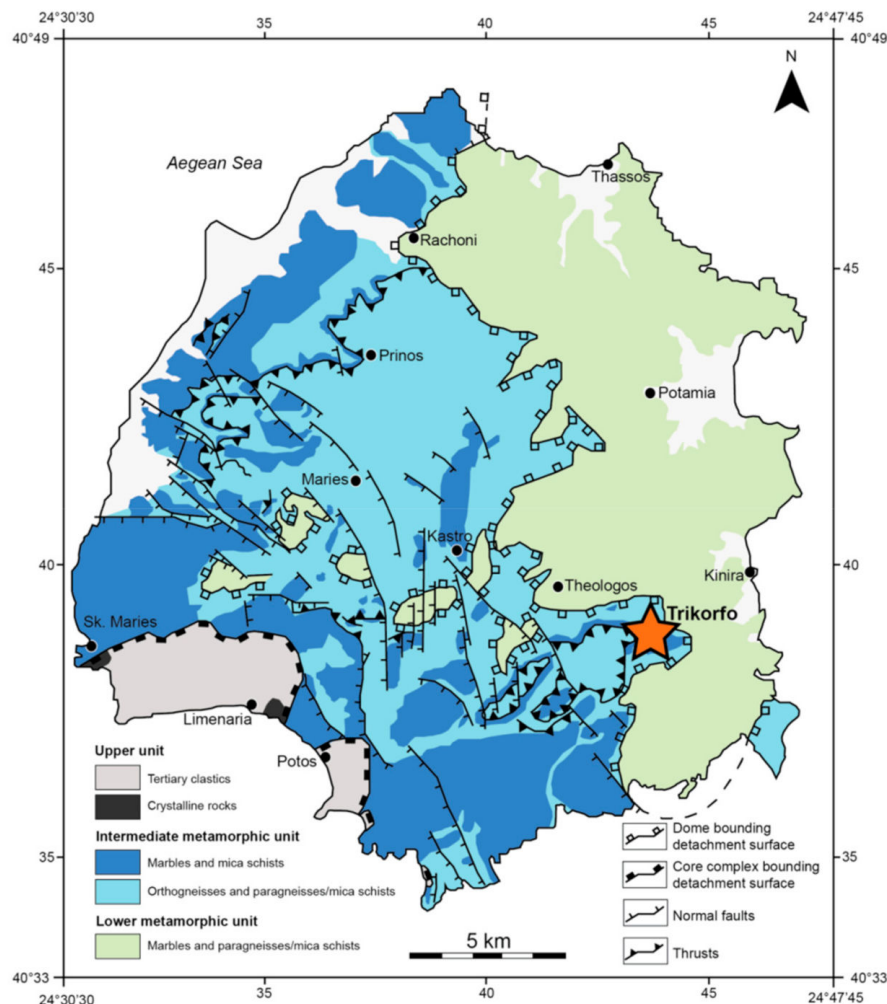 24°30'30
35
40
45
24°47'45
40°49
40°49
N
Aegean Sea
Thassos
Rachoni
45
45
Prinos
Potamia
Maries
Kastro
40
40
Theologos
Kinira
Trikorfo
Sk. Maries
Limenaria
Potos
Upper unit
Tertiary clastics
Crystalline rocks
Intermediate metamorphic unit
Marbles and mica schists
Orthogneisses and paragneisses/mica schists
Lower metamorphic unit
Marbles and paragneisses/mica schists
Dome bounding
detachment surface
Core complex bounding
detachment surface
Normal faults
Thrusts
35
35
5 km
40°33
40°33
24°30'30
35
40
45
24°47'45